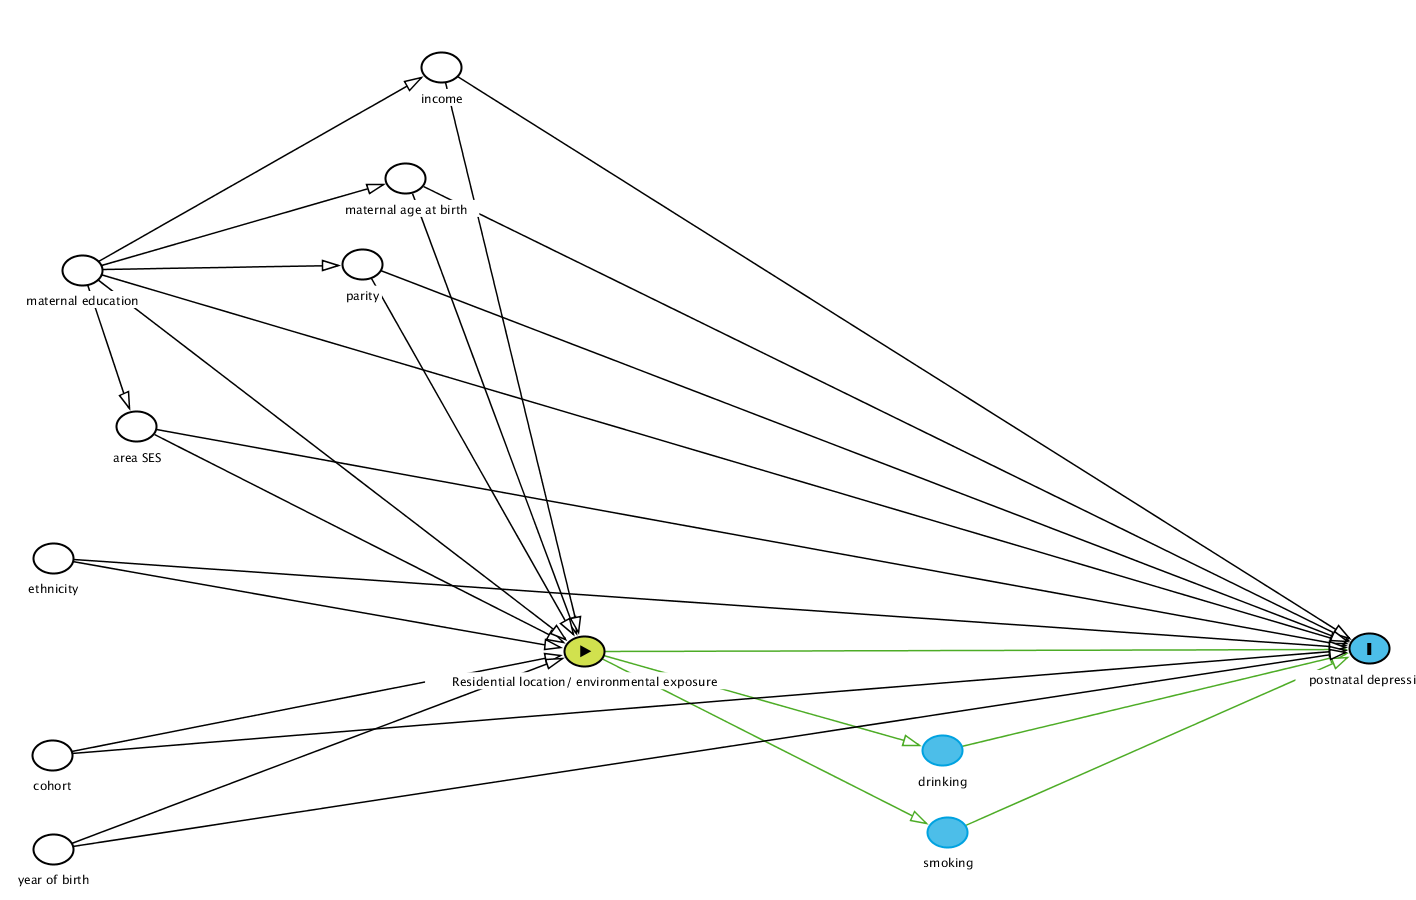 income
maternal age at birth
parity
maternal education
area SES
ethnicity
Residential location/ environmental exposure
postnatal depressi
drinking
cohort
smoking
year of birth